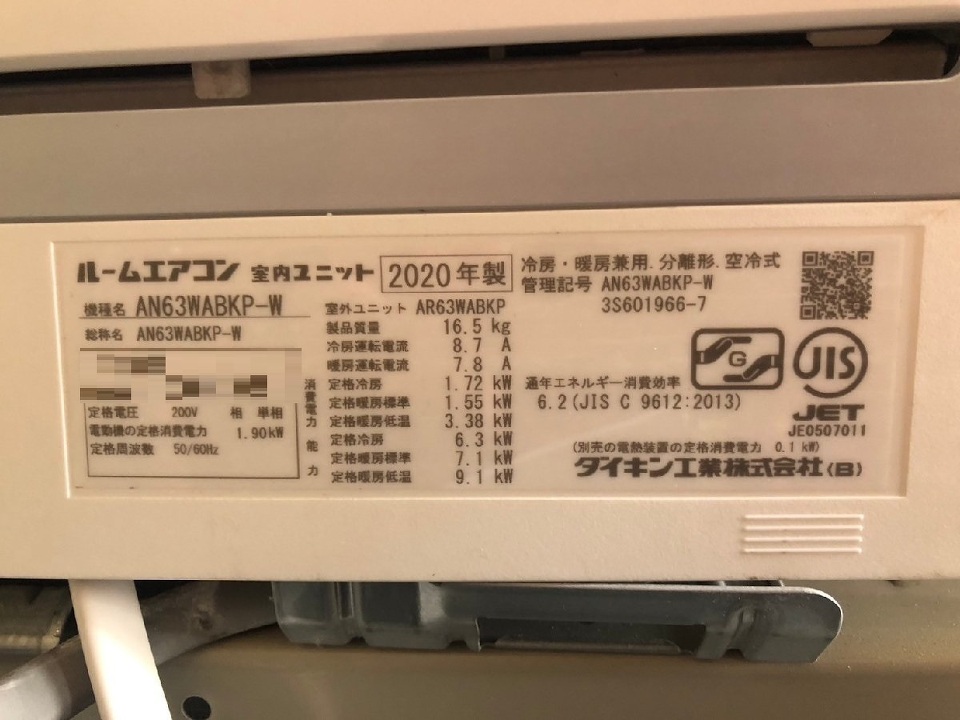 ルームエアコン 室内ユニット 2020年製
機種名 AN63WABKP-W
総称名 AN63WABKP-W
定格電圧 200V 相 単相
電動機の定格消費電力 1.90kW
定格周波数 50/60Hz
室外ユニット AR63WABKP
製品質量 16.5 kg
冷房運転電流 8.7 A
暖房運転電流 7.8 A
消費電力
定格冷房 1.72 kW
定格暖房標準 1.55 kW
定格暖房低温 3.38 kW
能力
定格冷房 6.3 kW
定格暖房標準 7.1 kW
定格暖房低温 9.1 kW
冷房・暖房兼用.分離形.空冷式
管理記号 AN63WABKP-W
3S601966-7
G
JIS
通年エネルギー消費効率
6.2(JIS C 9612:2013)
JET
JE0507011
(別売の電熱装置の定格消費電力 0.1 kW)
ダイキン工業株式会社(B)